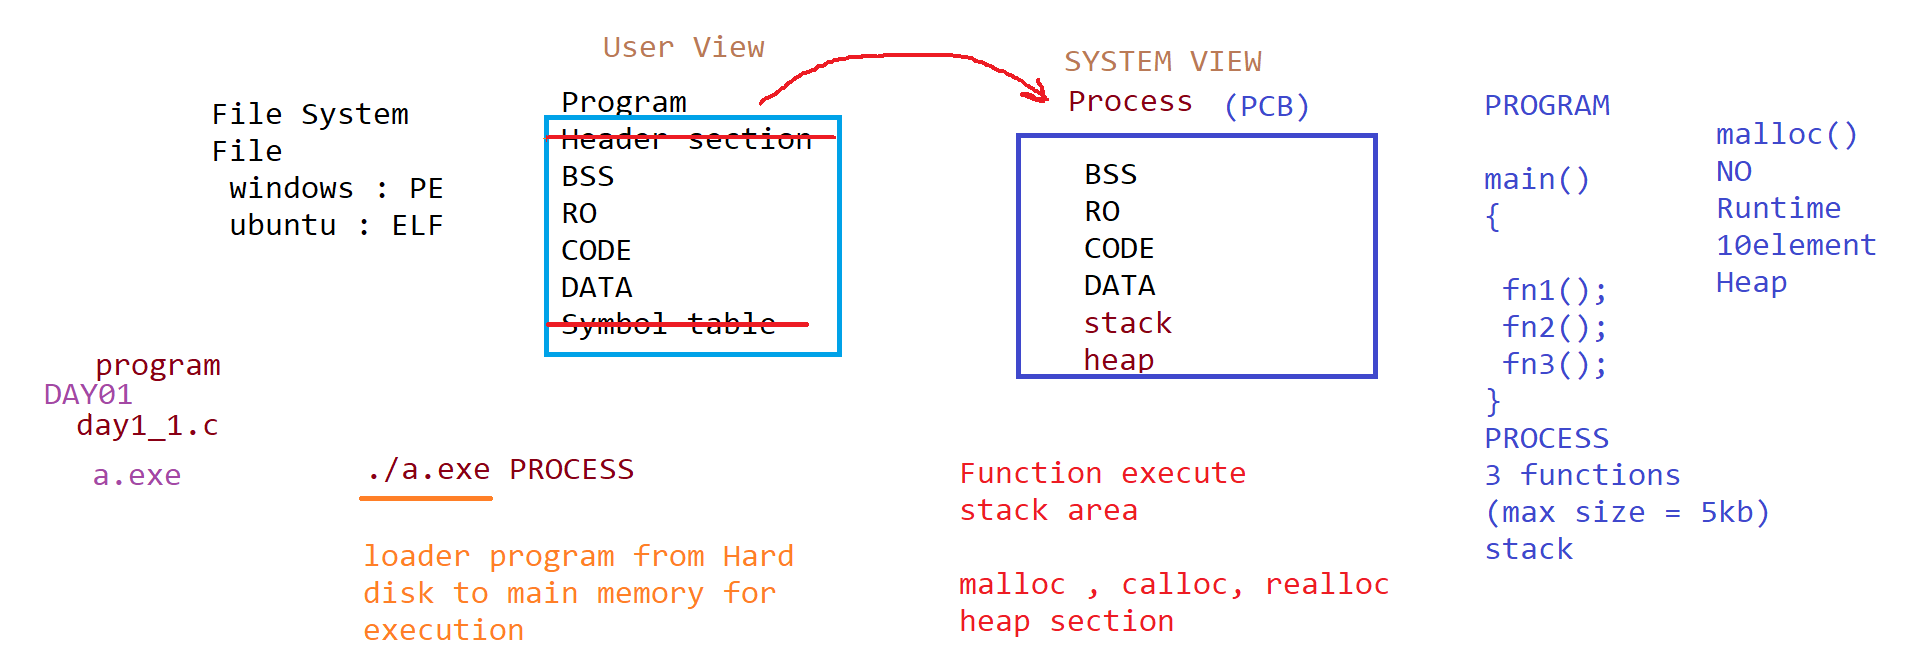 User View
SYSTEM VIEW
File System
File
windows : PE
ubuntu : ELF
Program
Header section
BSS
RO
CODE
DATA
Symbol table
Process (PCB)
BSS
RO
CODE
DATA
stack
heap
PROGRAM
main()
{
fn1();
fn2();
fn3();
}
PROCESS
3 functions
(max size = 5kb)
stack
malloc()
NO
Runtime
10element
Heap
program
DAY01
day1_1.c
a.exe
./a.exe PROCESS
loader program from Hard
disk to main memory for
execution
Function execute
stack area
malloc , calloc, realloc
heap section